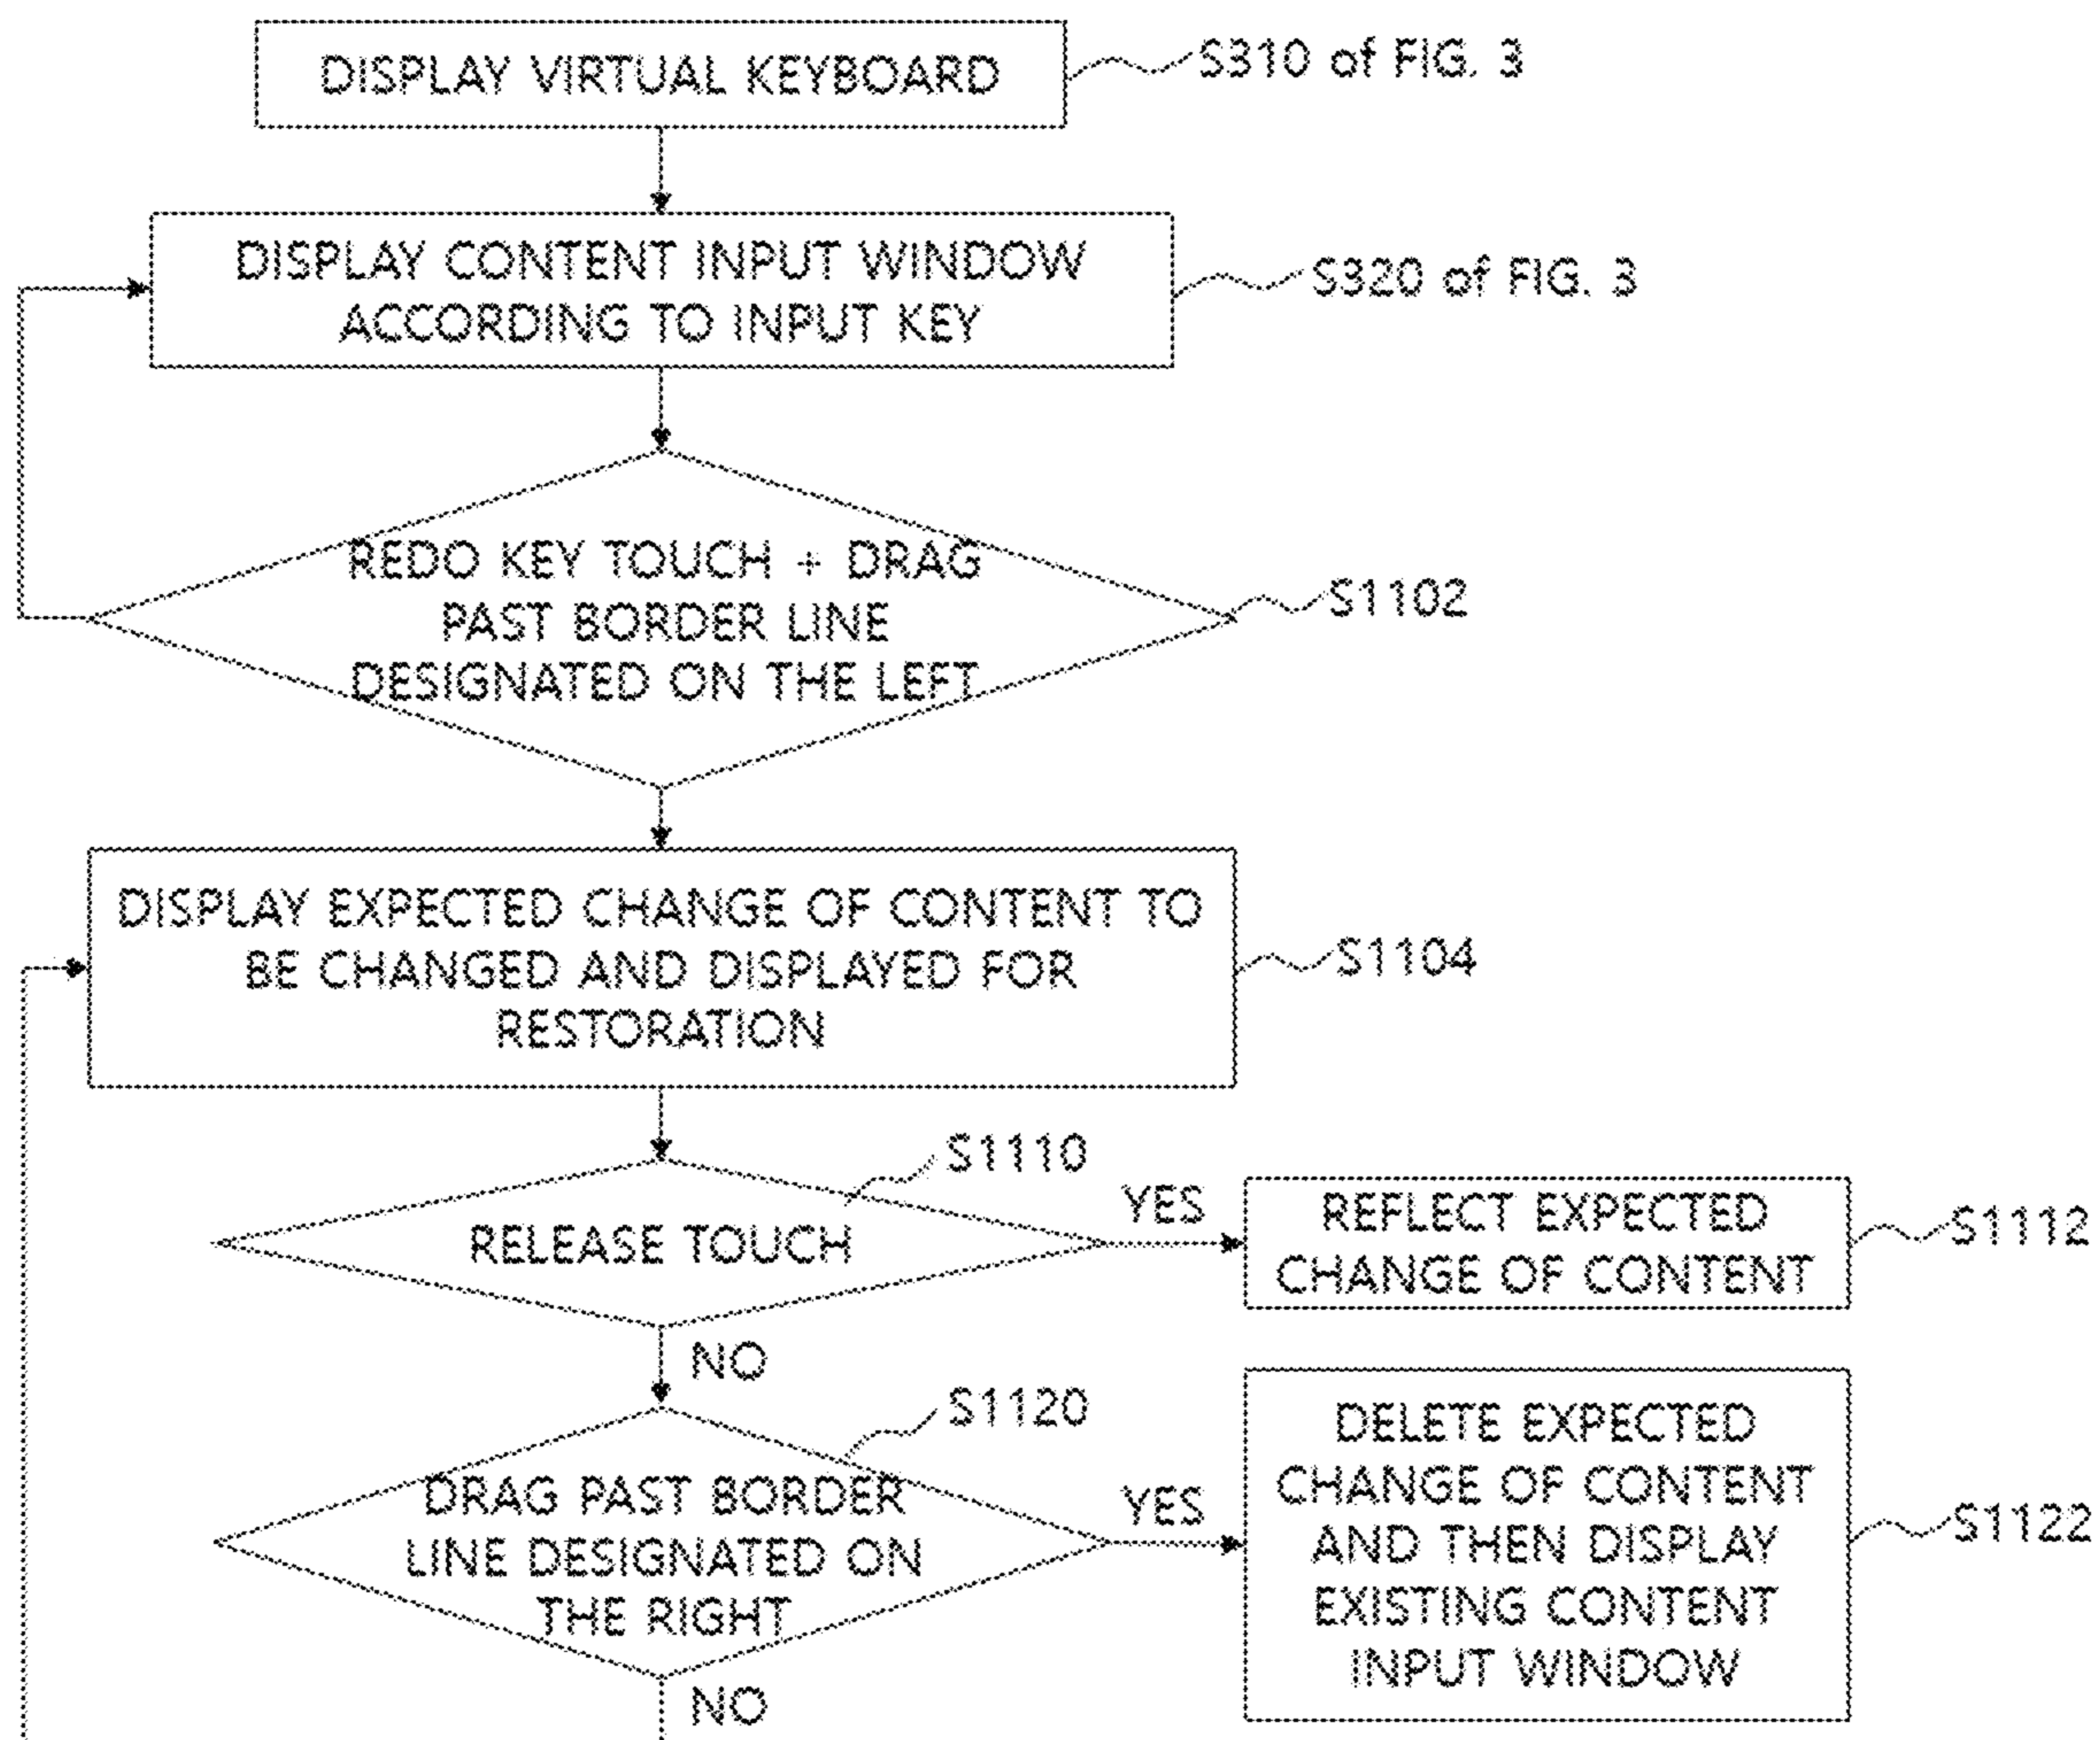 DISPLAY VIRTUAL KEYBOARD
S310 of FIG. 3
DISPLAY CONTENT INPUT WINDOW
ACCORDING TO INPUT KEY
S320 of FIG. 3
REDO KEY TOUCH + DRAG
PAST BORDER LINE
DESIGNATED ON THE LEFT
S1102
DISPLAY EXPECTED CHANGE OF CONTENT TO
BE CHANGED AND DISPLAYED FOR
RESTORATION
S1104
S1110
RELEASE TOUCH
YES
REFLECT EXPECTED
CHANGE OF CONTENT
S1112
NO
S1120
DRAG PAST BORDER
LINE DESIGNATED ON
THE RIGHT
YES
DELETE EXPECTED
CHANGE OF CONTENT
AND THEN DISPLAY
EXISTING CONTENT
INPUT WINDOW
S1122
NO